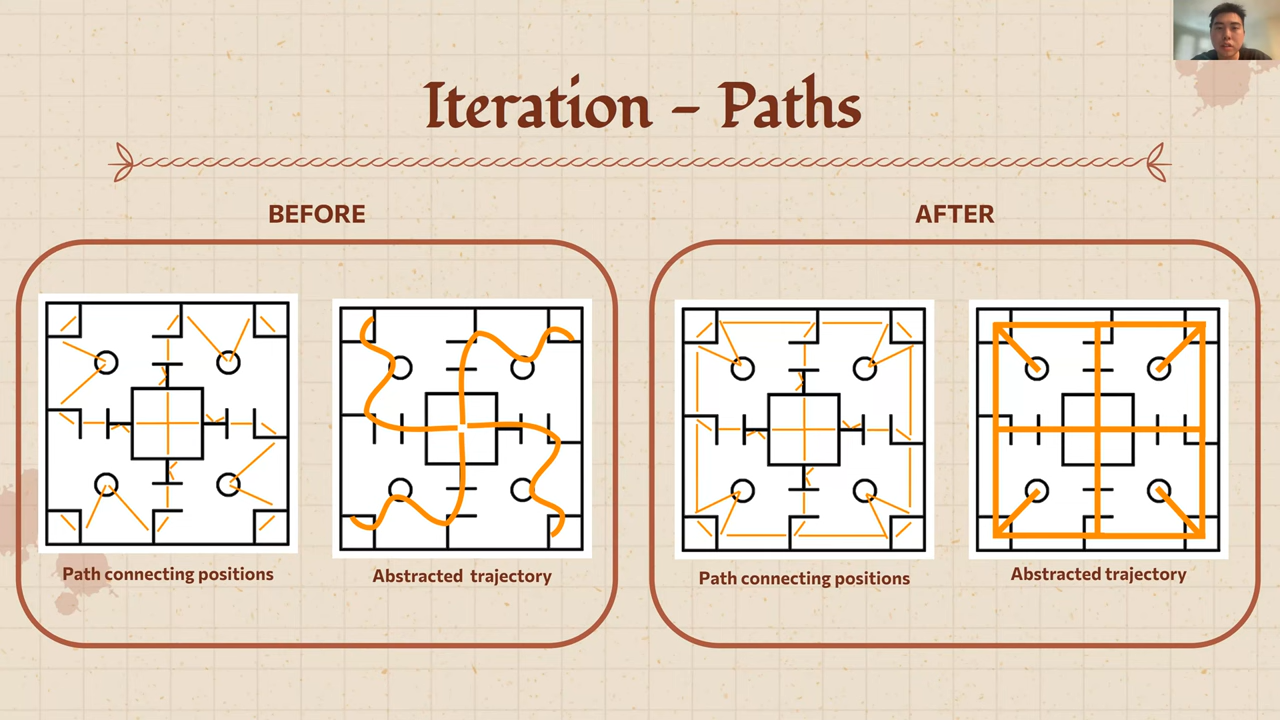 Iteration - Paths
BEFORE
AFTER
Path connecting positions
Abstracted trajectory
Path connecting positions
Abstracted trajectory